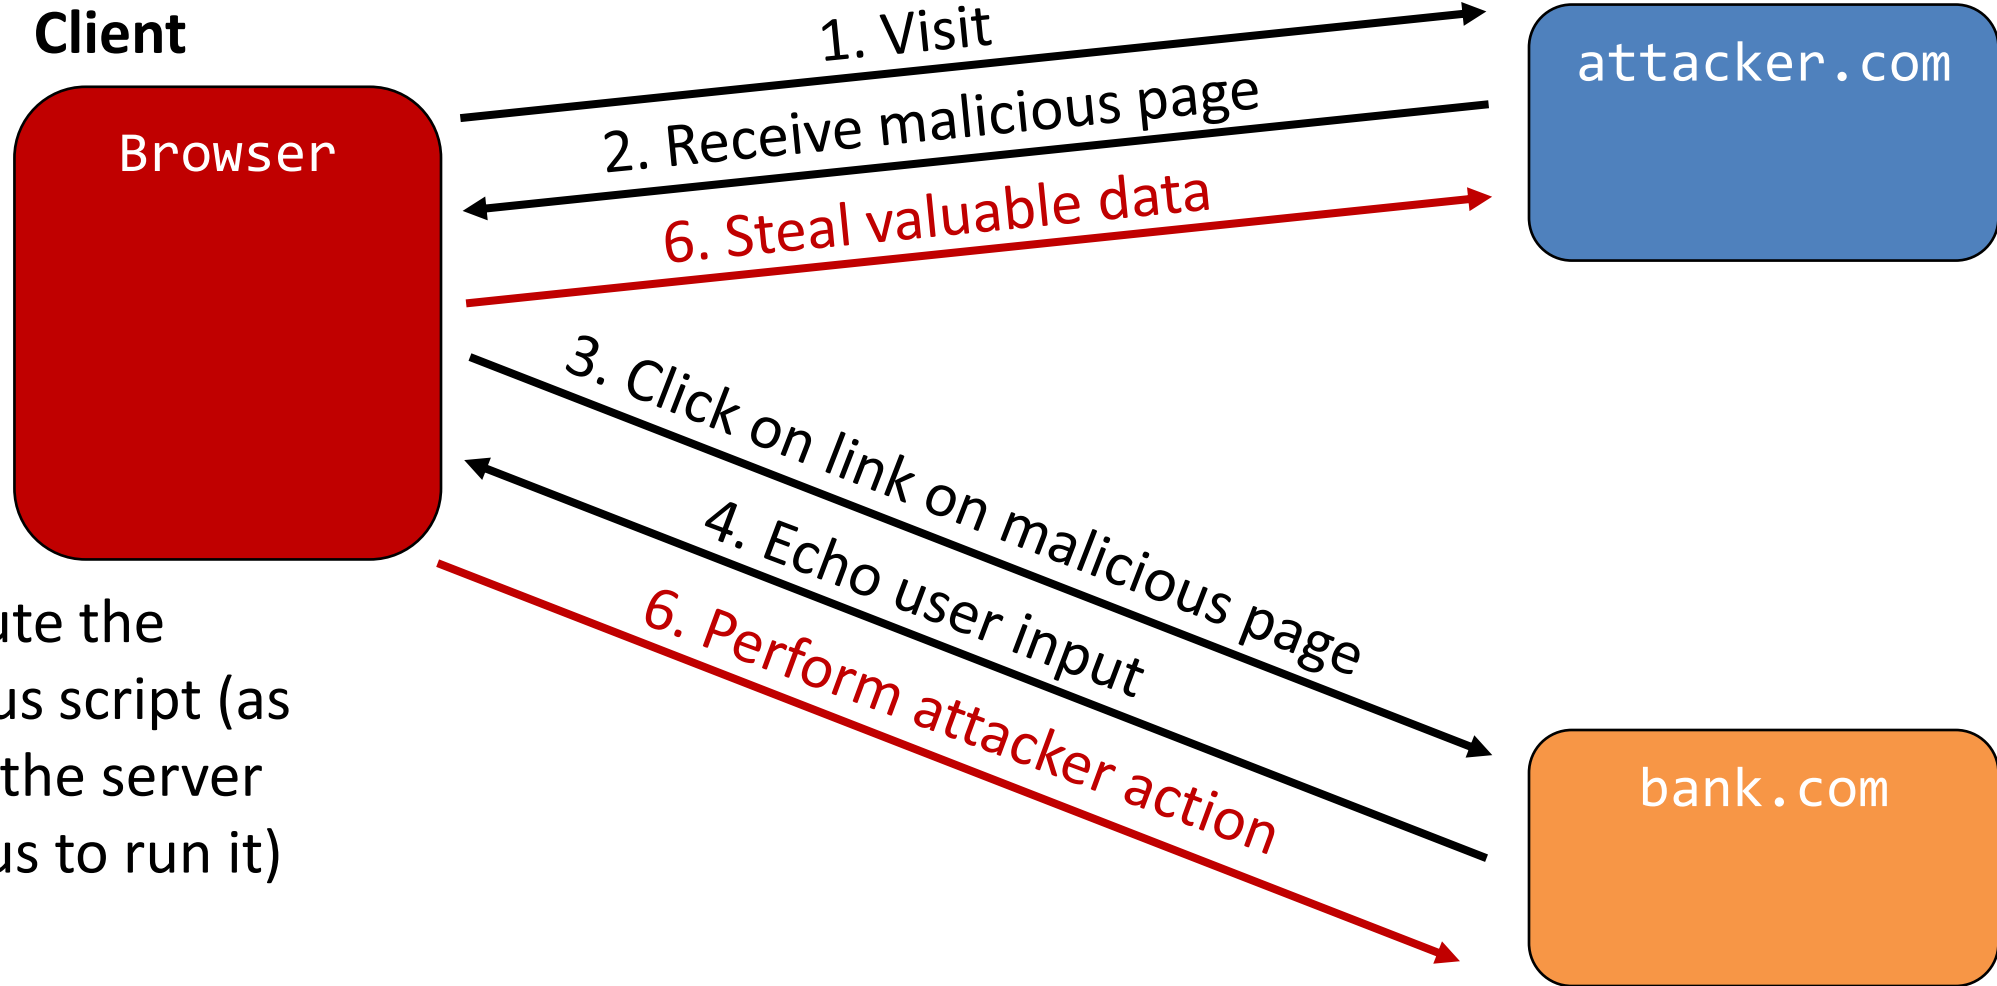 Client
Browser
1. Visit
attacker.com
2. Receive malicious page
6. Steal valuable data
3. Click on link on malicious page
4. Echo user input
6. Perform attacker action
bank.com
ute the
us script (as
the server
us to run it)